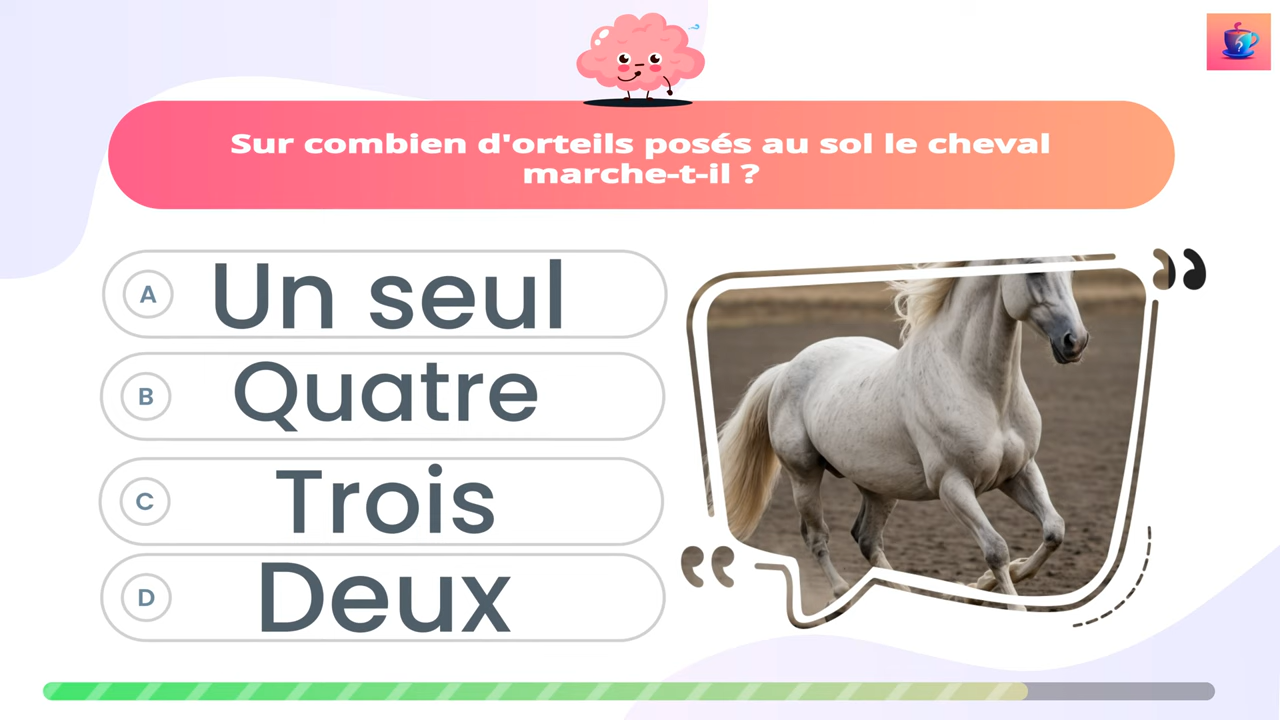 Sur combien d'orteils posés au sol le cheval
marche-t-il ?
A Un seul
B Quatre
C Trois
D Deux